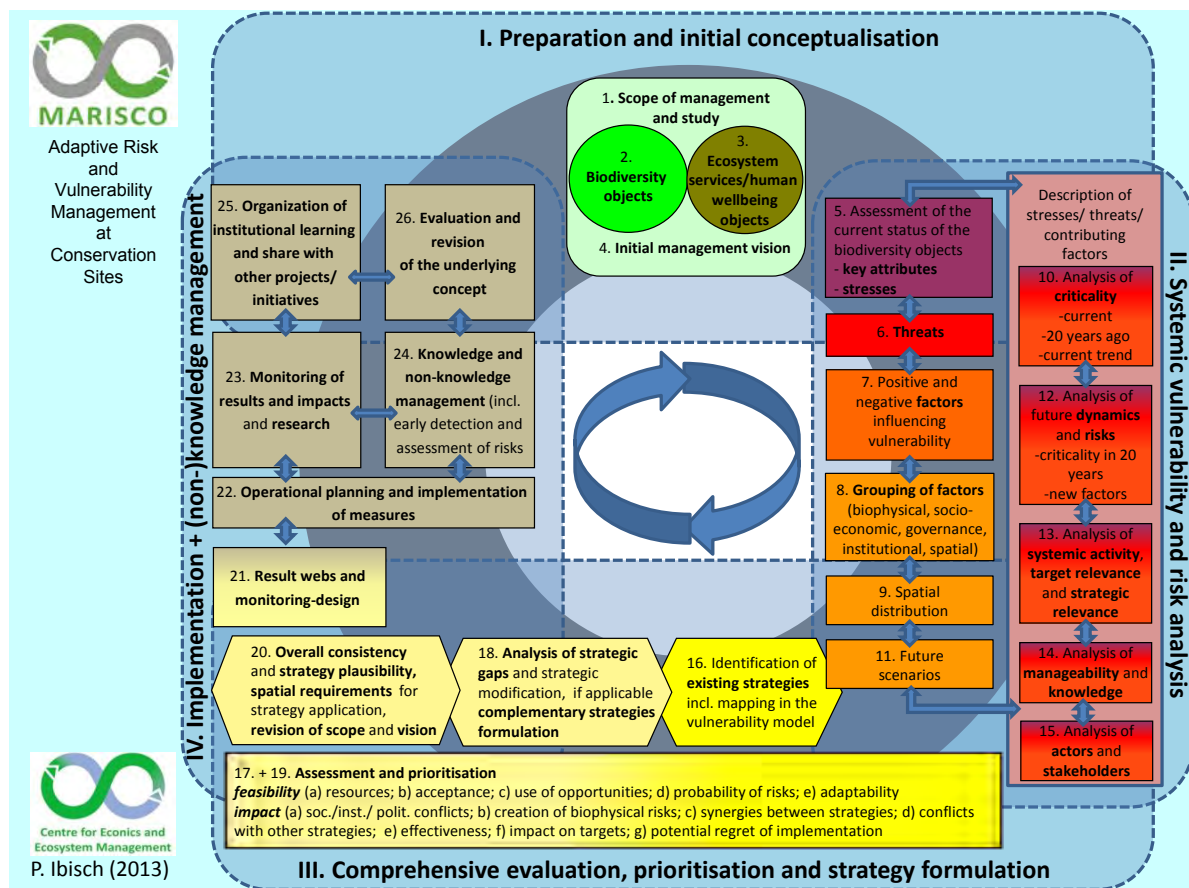 I. Preparation and initial conceptualisation
MARISCO
Adaptive Risk
and
Vulnerability
Management
at
Conservation
Sites
1. Scope of management
and study
2.
Biodiversity
objects
3.
Ecosystem
services/human
wellbeing
objects
4. Initial management vision
II. Systemic vulnerability and risk analysis
5. Assessment of the
current status of the
biodiversity objects
- key attributes
- stresses
6. Threats
7. Positive and
negative factors
influencing
vulnerability
8. Grouping of factors
(biophysical, socio-
economic, governance,
institutional, spatial)
9. Spatial
distribution
11. Future
scenarios
Description of
stresses/ threats/
contributing
factors
10. Analysis of
criticality
-current
-20 years ago
-current trend
12. Analysis of
future dynamics
and risks
-criticality in 20
years
-new factors
13. Analysis of
systemic activity,
target relevance
and strategic
relevance
14. Analysis of
manageability and
knowledge
15. Analysis of
actors and
stakeholders
16. Identification of
existing strategies
incl. mapping in the
vulnerability model
18. Analysis of strategic
gaps and strategic
modification, if applicable
complementary strategies
formulation
20. Overall consistency
and strategy plausibility,
spatial requirements for
strategy application,
revision of scope and vision
17. + 19. Assessment and prioritisation
feasibility (a) resources; b) acceptance; c) use of opportunities; d) probability of risks; e) adaptability
impact (a) soc./inst./ polit. conflicts; b) creation of biophysical risks; c) synergies between strategies; d) conflicts
with other strategies; e) effectiveness; f) impact on targets; g) potential regret of implementation
III. Comprehensive evaluation, prioritisation and strategy formulation
IV. Implementation + (non-)knowledge management
21. Result webs and
monitoring-design
22. Operational planning and implementation
of measures
23. Monitoring of
results and impacts
and research
24. Knowledge and
non-knowledge
management (incl.
early detection and
assessment of risks
25. Organization of
institutional learning
and share with
other projects/
initiatives
26. Evaluation and
revision
of the underlying
concept
Centre for Econics and
Ecosystem Management
P. Ibisch (2013)